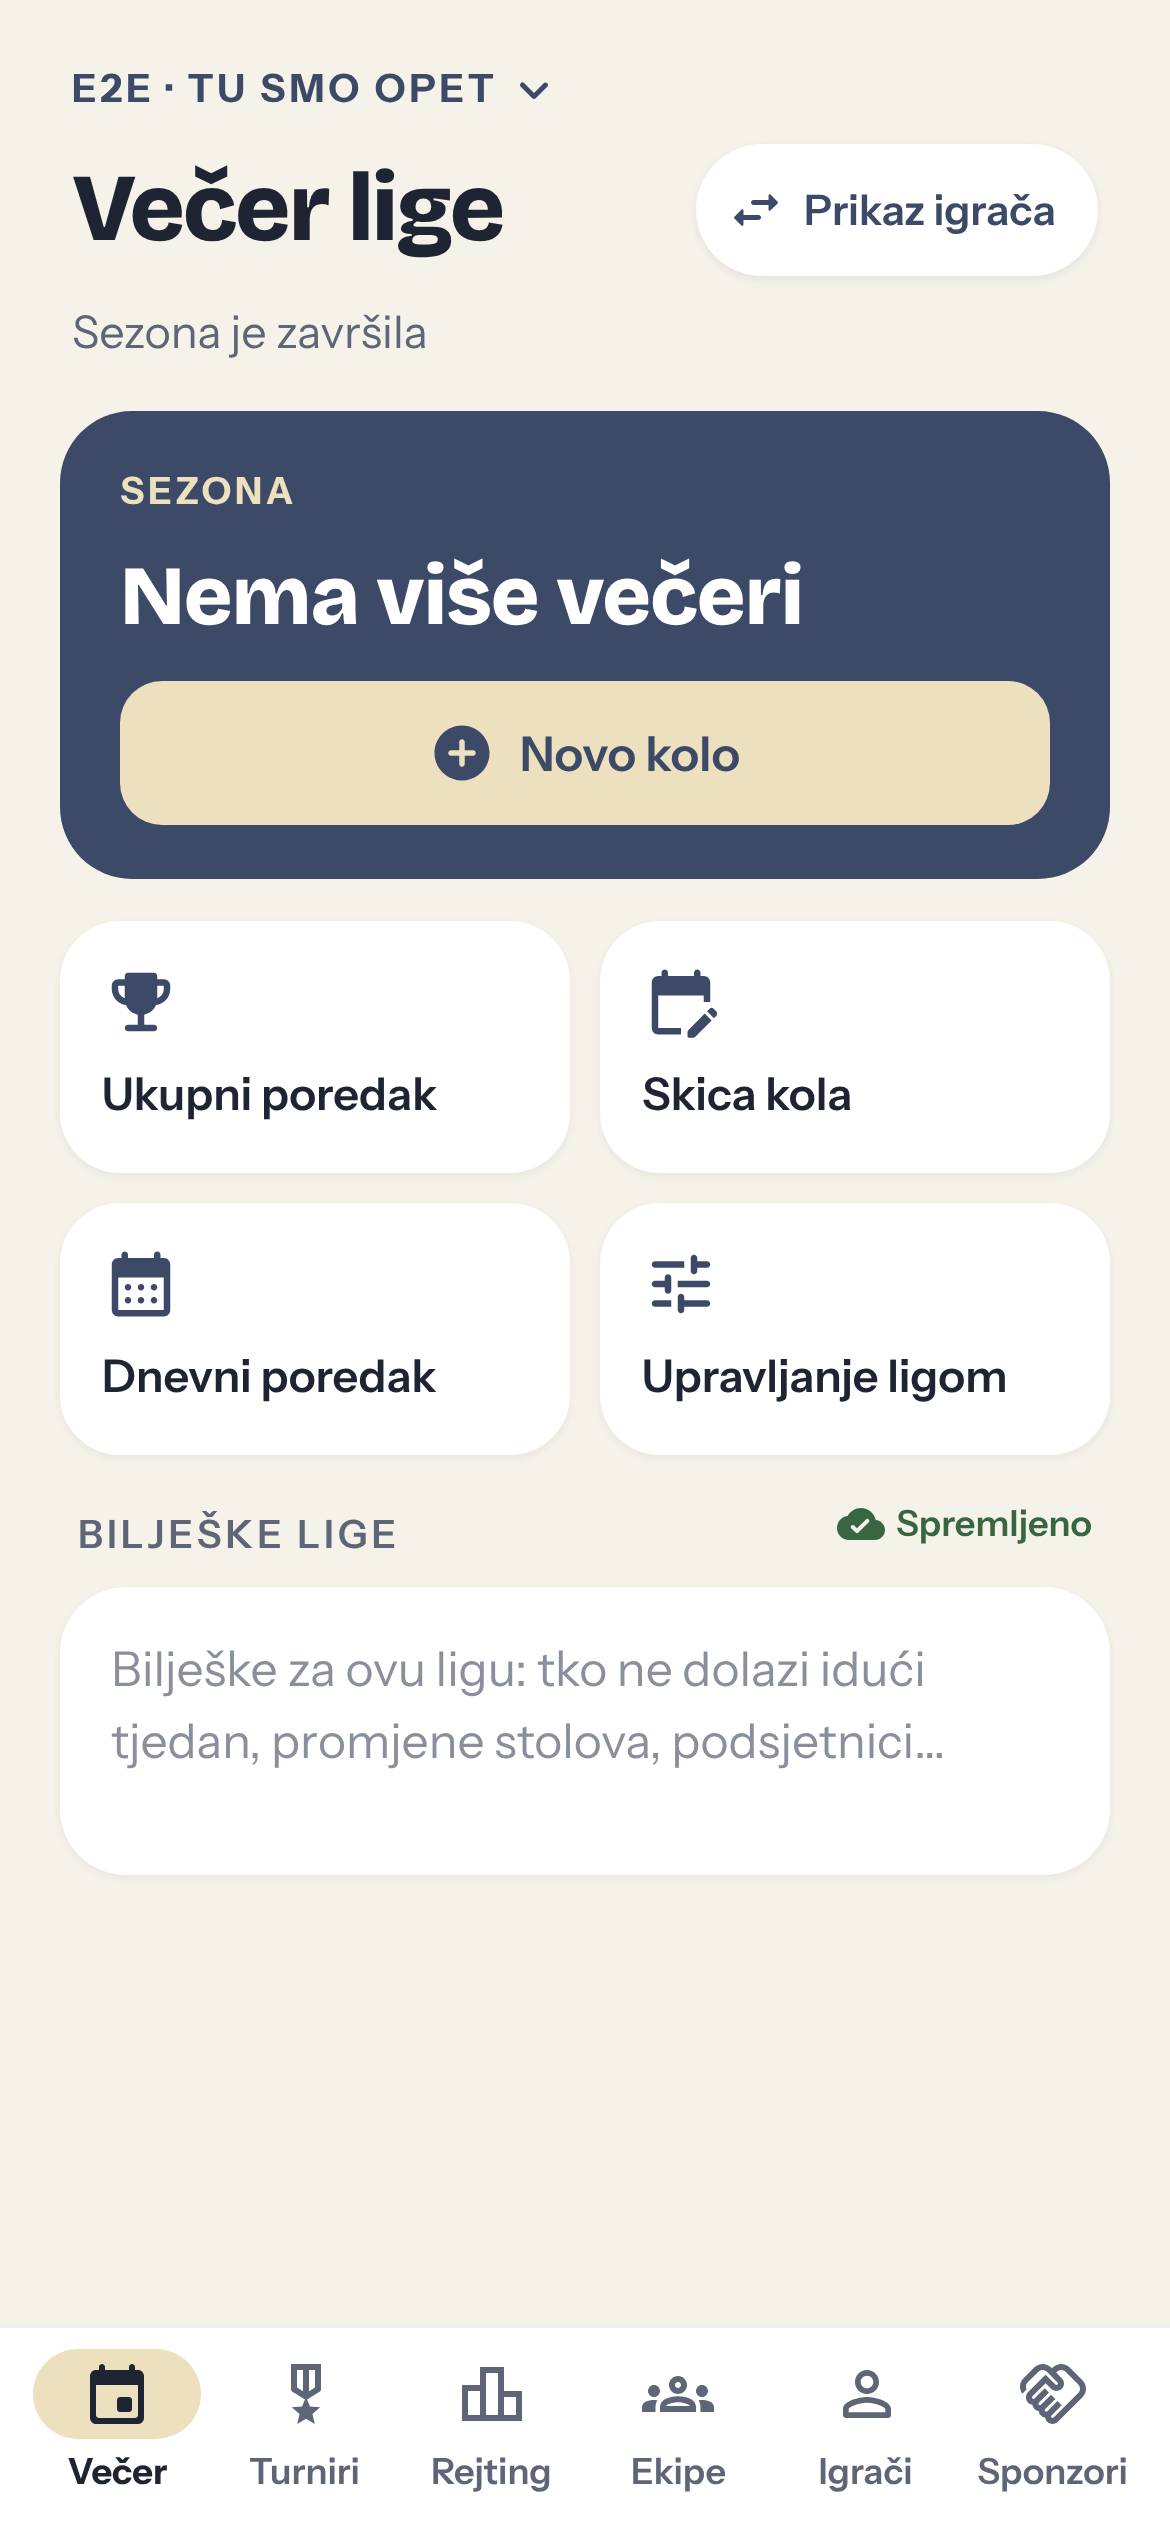 E2E · TU SMO OPET
Večer lige
Prikaz igrača
Sezona je završila
SEZONA
Nema više večeri
Novo kolo
Ukupni poredak
Skica kola
Dnevni poredak
Upravljanje ligom
BILJEŠKE LIGE
Spremljeno
Bilješke za ovu ligu: tko ne dolazi idući
tjedan, promjene stolova, podsjetnici...
Večer
Turniri
Rejting
Ekipe
Igrači
Sponzori